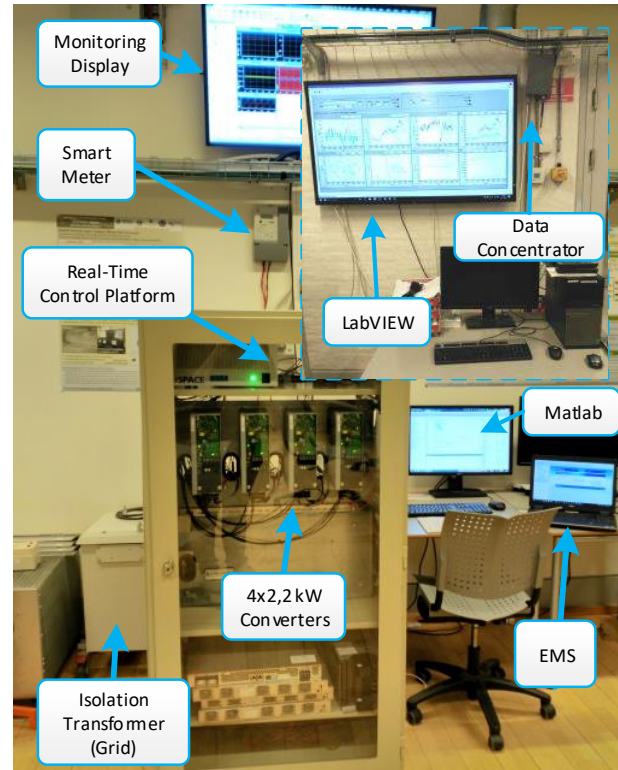 Monitoring
Display
Smart
Meter
Real-Time
Control Platform
Data
Concentrator
LabVIEW
SPACE
Matlab
4x2,2 kW
Converters
EMS
Isolation
Transformer
(Grid)